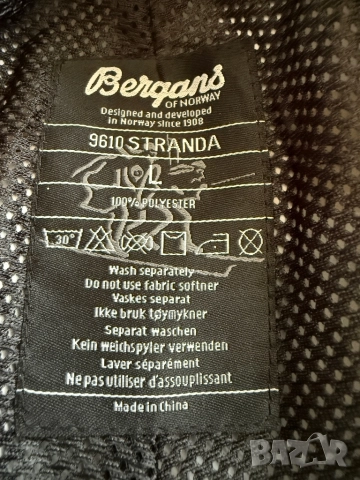 Bergans
OF NORWAY
Designed and developed
in Norway since 1908
9610 STRANDA
L
100% POLYESTER
30°
Wash separately
Do not use fabric softner
Vaskes separat
Ikke bruk tøymykner
Separat waschen
Kein weichspyler verwenden
Laver séparément
Ne pas utiliser d'assouplissant
Made in China
BAZAR